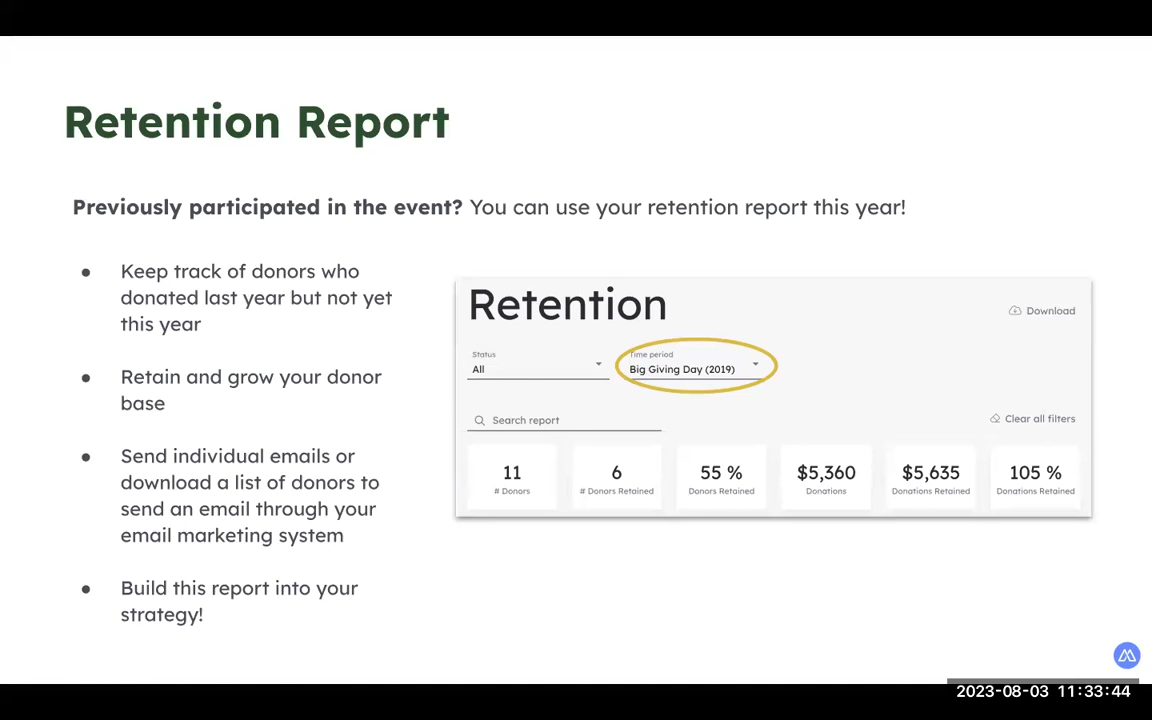 Retention Report
Previously participated in the event? You can use your retention report this year!
● Keep track of donors who
donated last year but not yet
this year
● Retain and grow your donor
base
● Send individual emails or
download a list of donors to
send an email through your
email marketing system
● Build this report into your
strategy!
Retention
Download
Status
All
Time period
Big Giving Day (2019)
Search report
Clear all filters
11
# Donors
6
# Donors Retained
55 %
Donors Retained
$5,360
Donations
$5,635
Donations Retained
105 %
Donations Retained
2023-08-03 11:33:44